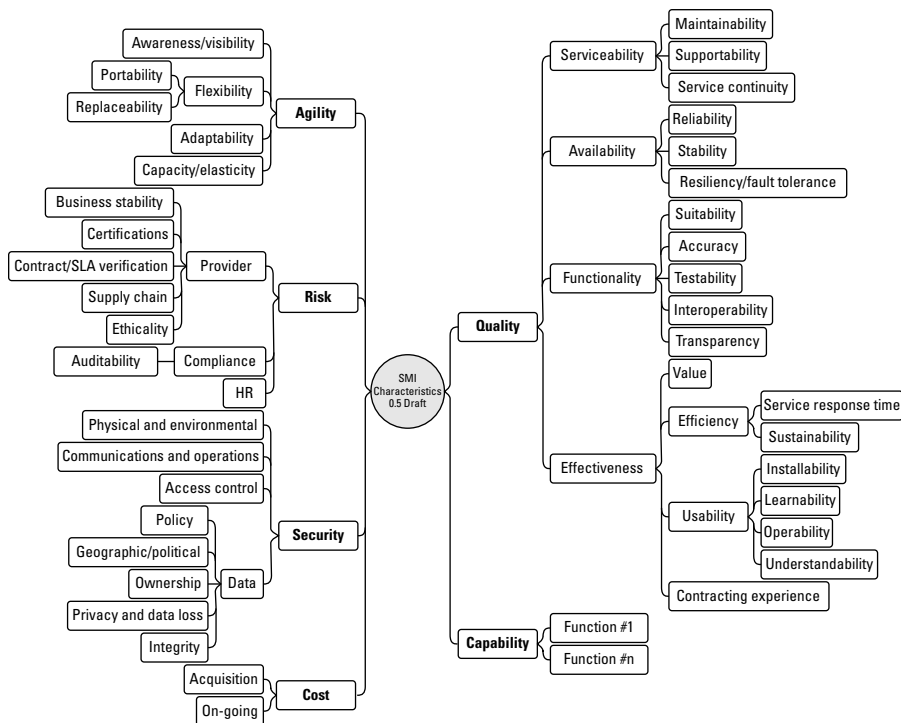 Awareness/visibility
Portability
Flexibility
Replaceability
Agility
Adaptability
Capacity/elasticity
Business stability
Certifications
Contract/SLA verification
Provider
Supply chain
Ethicality
Risk
Auditability
Compliance
HR
Physical and environmental
Communications and operations
Access control
Policy
Security
Geographic/political
Ownership
Data
Privacy and data loss
Integrity
Acquisition
Cost
On-going
SMI
Characteristics
0.5 Draft
Quality
Serviceability
Maintainability
Supportability
Service continuity
Availability
Reliability
Stability
Resiliency/fault tolerance
Functionality
Suitability
Accuracy
Testability
Interoperability
Transparency
Effectiveness
Value
Efficiency
Service response time
Sustainability
Usability
Installability
Learnability
Operability
Understandability
Contracting experience
Capability
Function #1
Function #n